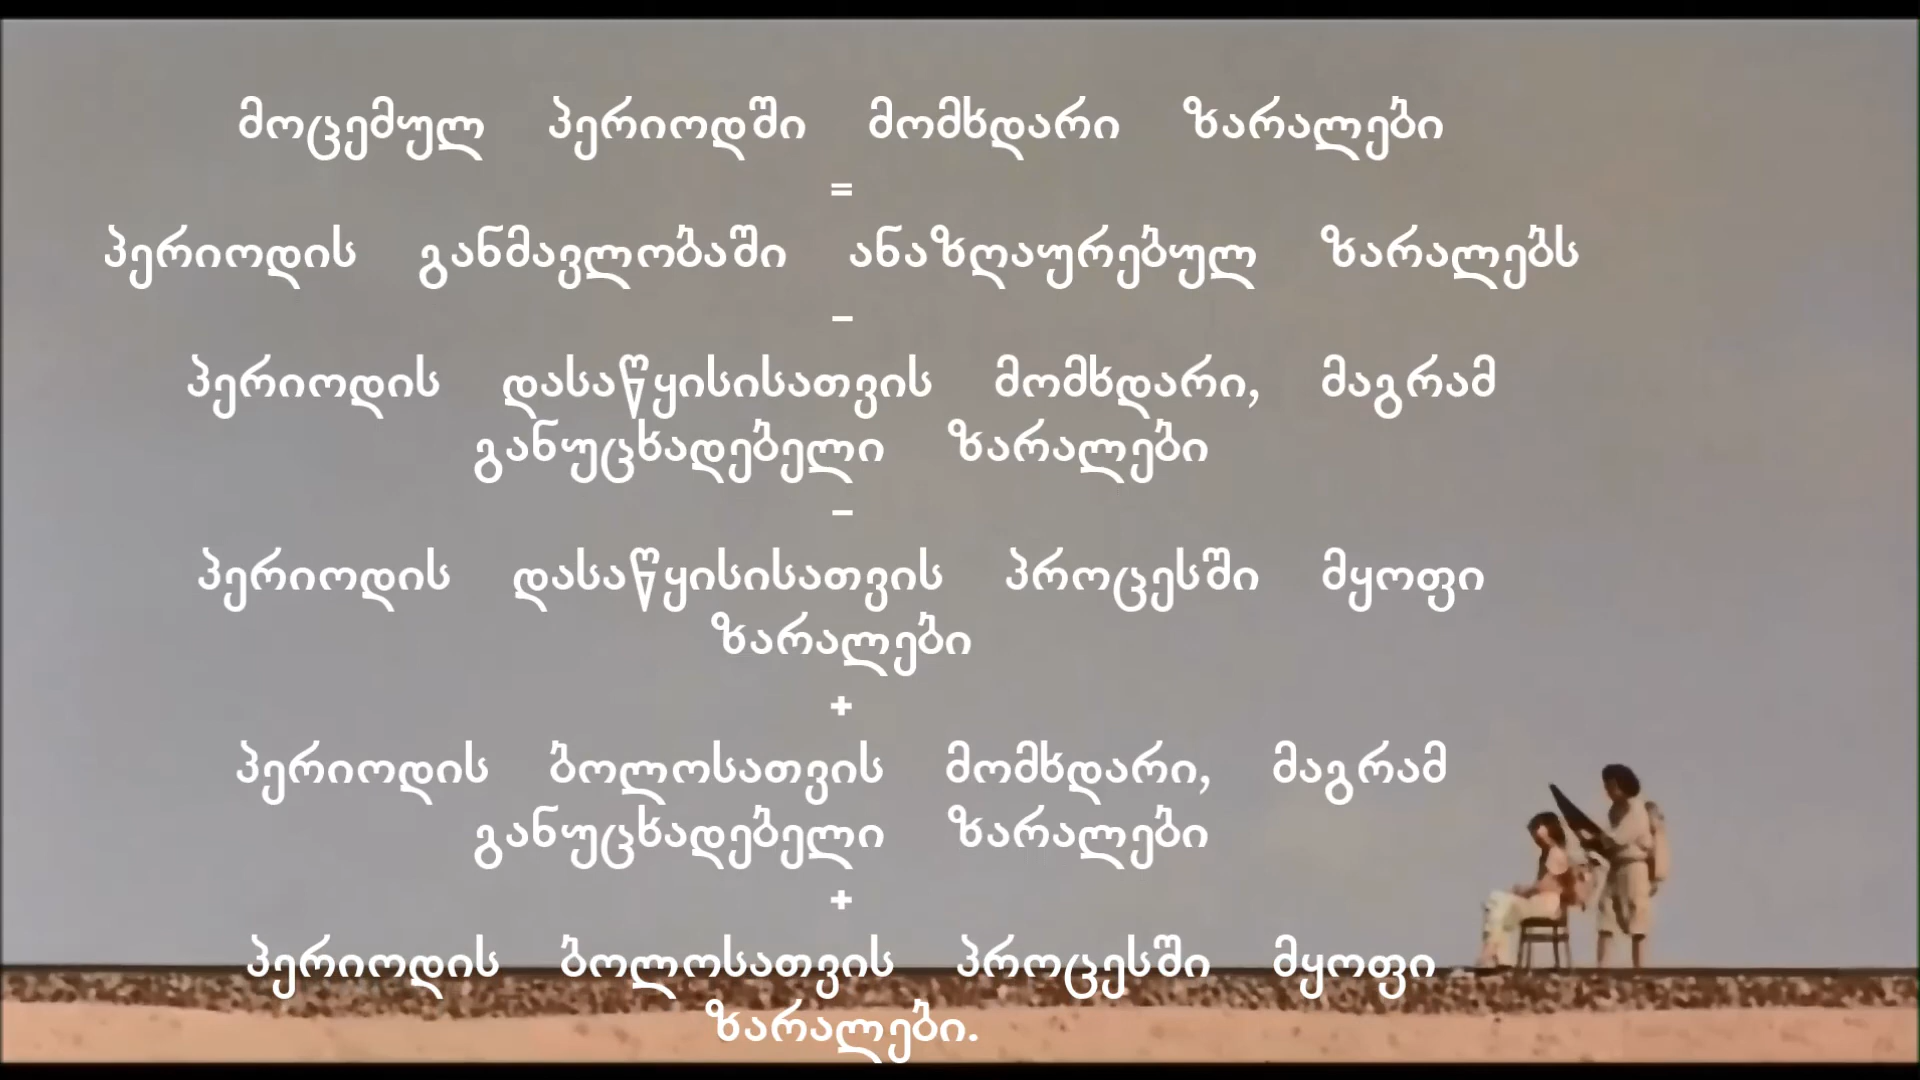 მოცემულ პერიოდში მომხდარი ზარალები
=
პერიოდის განმავლობაში ანაზღაურებულ ზარალებს
–
პერიოდის დასაწყისისათვის მომხდარი, მაგრამ
განუცხადებელი ზარალები
–
პერიოდის დასაწყისისათვის პროცესში მყოფი
ზარალები
+
პერიოდის ბოლოსათვის მომხდარი, მაგრამ
განუცხადებელი ზარალები
+
პერიოდის ბოლოსათვის პროცესში მყოფი
ზარალები.